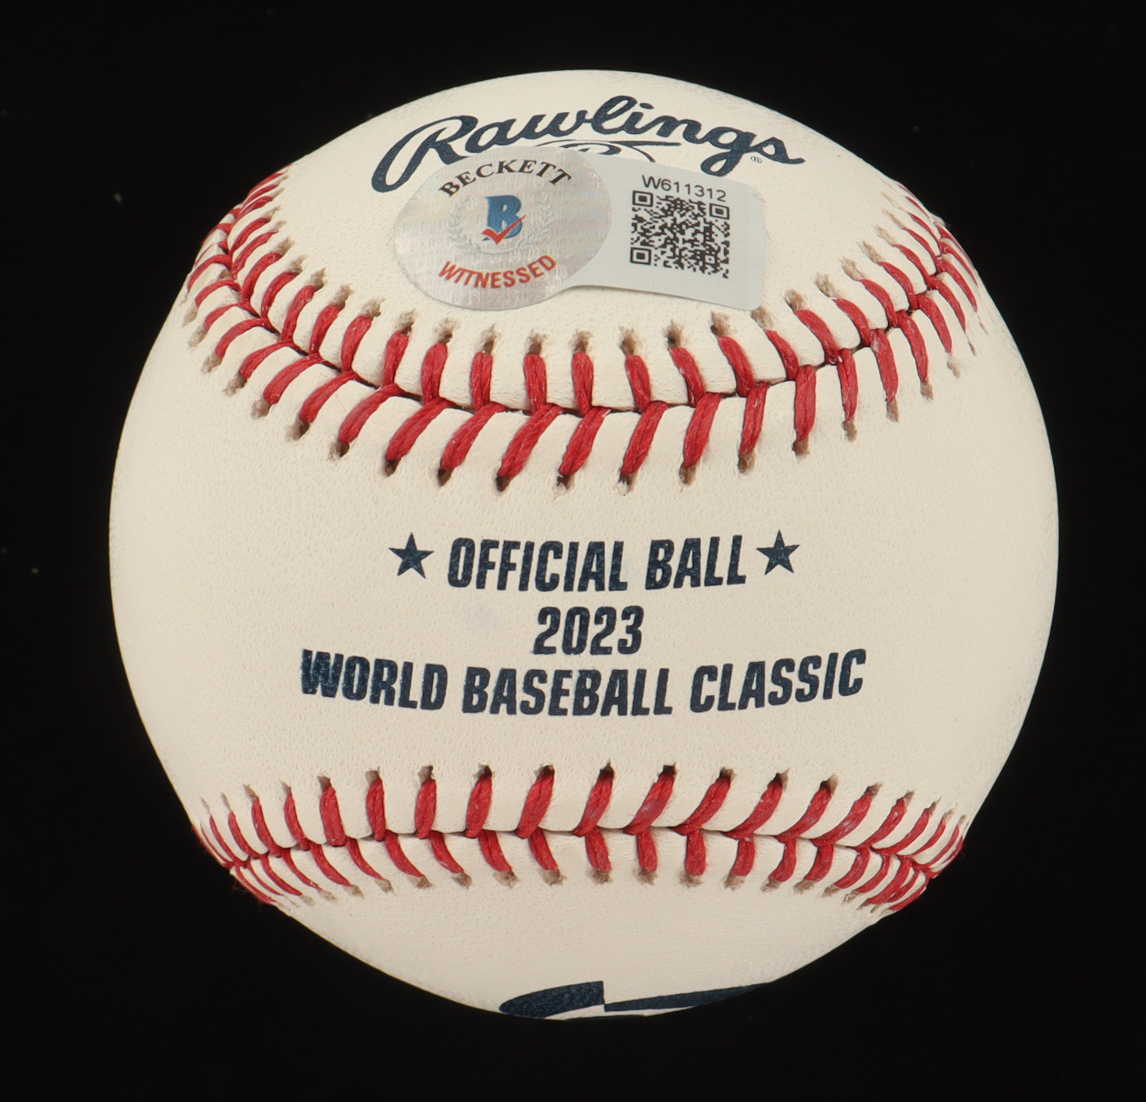 Rawlings®
BECKETT
B
WITNESSED
W611312
★ OFFICIAL BALL ★
2023
WORLD BASEBALL CLASSIC